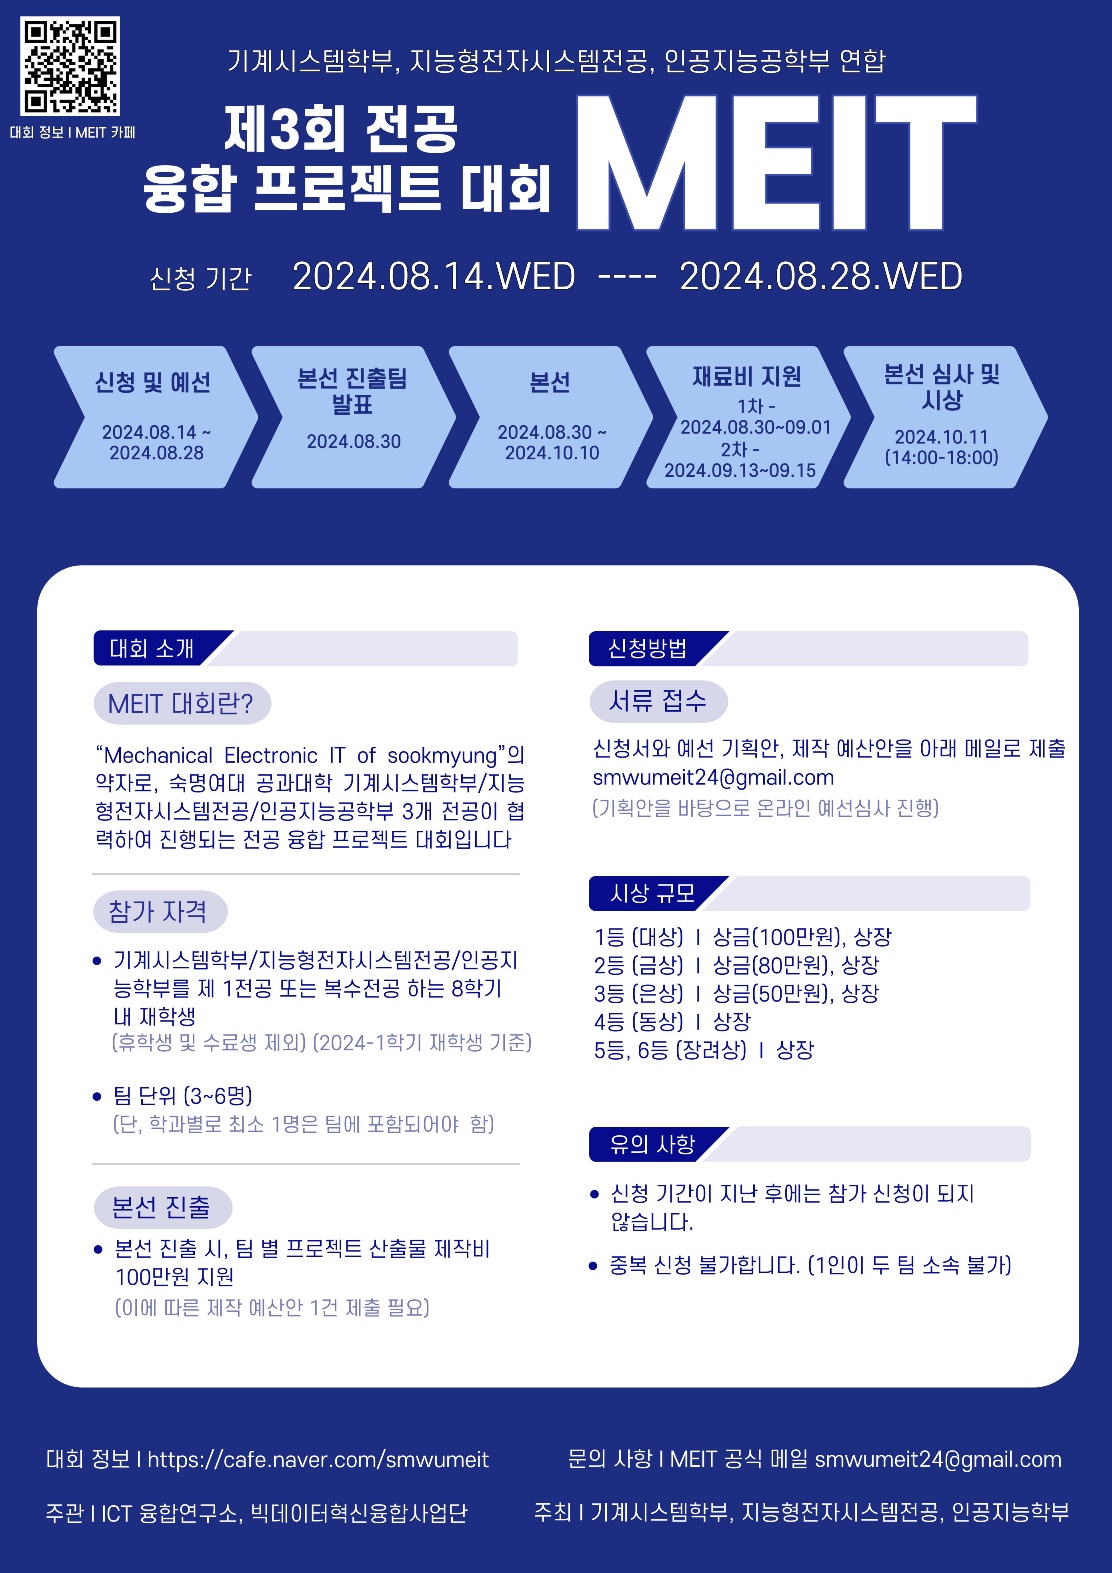 대회 정보 I MEIT 카페
기계시스템학부, 지능형전자시스템전공, 인공지능공학부 연합
제3회 전공
융합 프로젝트 대회
MEIT
신청 기간 2024.08.14.WED ---- 2024.08.28.WED
신청 및 예선
2024.08.14 ~
2024.08.28
본선 진출팀
발표
2024.08.30
본선
2024.08.30 ~
2024.10.10
재료비 지원
1차 -
2024.08.30~09.01
2차 -
2024.09.13~09.15
본선 심사 및
시상
2024.10.11
(14:00-18:00)
대회 소개
MEIT 대회란?
“Mechanical Electronic IT of sookmyung”의
약자로, 숙명여대 공과대학 기계시스템학부/지능
형전자시스템전공/인공지능공학부 3개 전공이 협
력하여 진행되는 전공 융합 프로젝트 대회입니다
참가 자격
• 기계시스템학부/지능형전자시스템전공/인공지
능학부를 제 1전공 또는 복수전공 하는 8학기
내 재학생
(휴학생 및 수료생 제외) (2024-1학기 재학생 기준)
• 팀 단위 (3~6명)
(단, 학과별로 최소 1명은 팀에 포함되어야 함)
본선 진출
• 본선 진출 시, 팀 별 프로젝트 산출물 제작비
100만원 지원
(이에 따른 제작 예산안 1건 제출 필요)
신청방법
서류 접수
신청서와 예선 기획안, 제작 예산안을 아래 메일로 제출
smwumeit24@gmail.com
(기획안을 바탕으로 온라인 예선심사 진행)
시상 규모
1등 (대상) I 상금(100만원), 상장
2등 (금상) I 상금(80만원), 상장
3등 (은상) I 상금(50만원), 상장
4등 (동상) I 상장
5등, 6등 (장려상) I 상장
유의 사항
• 신청 기간이 지난 후에는 참가 신청이 되지
않습니다.
• 중복 신청 불가합니다. (1인이 두 팀 소속 불가)
대회 정보 I https://cafe.naver.com/smwumeit
문의 사항 I MEIT 공식 메일 smwumeit24@gmail.com
주관 I ICT 융합연구소, 빅데이터혁신융합사업단
주최 I 기계시스템학부, 지능형전자시스템전공, 인공지능학부